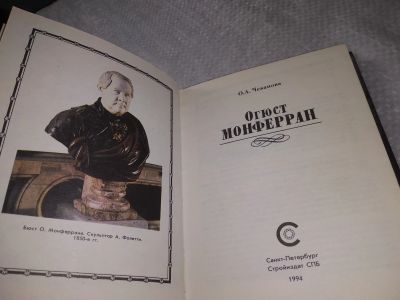 Бюст О. Монферрана. Скульптор А. Фолетти.
1850-е гг.
О.А. Чеканова
ОГЮСТ
МОНФЕРРАН
Санкт-Петербург
Стройиздат СПБ
1994